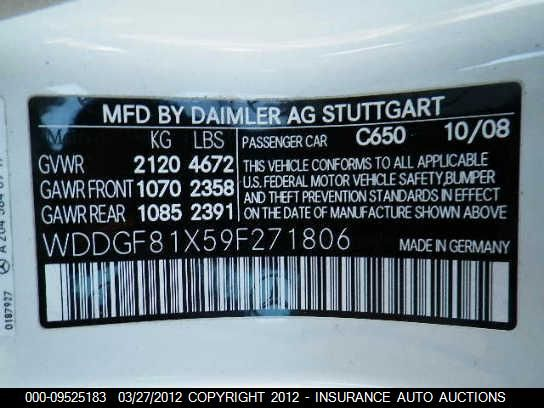 MFD BY DAIMLER AG STUTTGART
KG LBS PASSENGER CAR C650 10/08
GVWR 2120 4672
GAWR FRONT 1070 2358
GAWR REAR 1085 2391
THIS VEHICLE CONFORMS TO ALL APPLICABLE
U.S. FEDERAL MOTOR VEHICLE SAFETY, BUMPER
AND THEFT PREVENTION STANDARDS IN EFFECT
ON DATE OF MANUFACTURE SHOWN ABOVE
WDDGF81X59F271806 MADE IN GERMANY
0187927
000-09525183 03/27/2012 COPYRIGHT 2012 - INSURANCE AUTO AUCTIONS